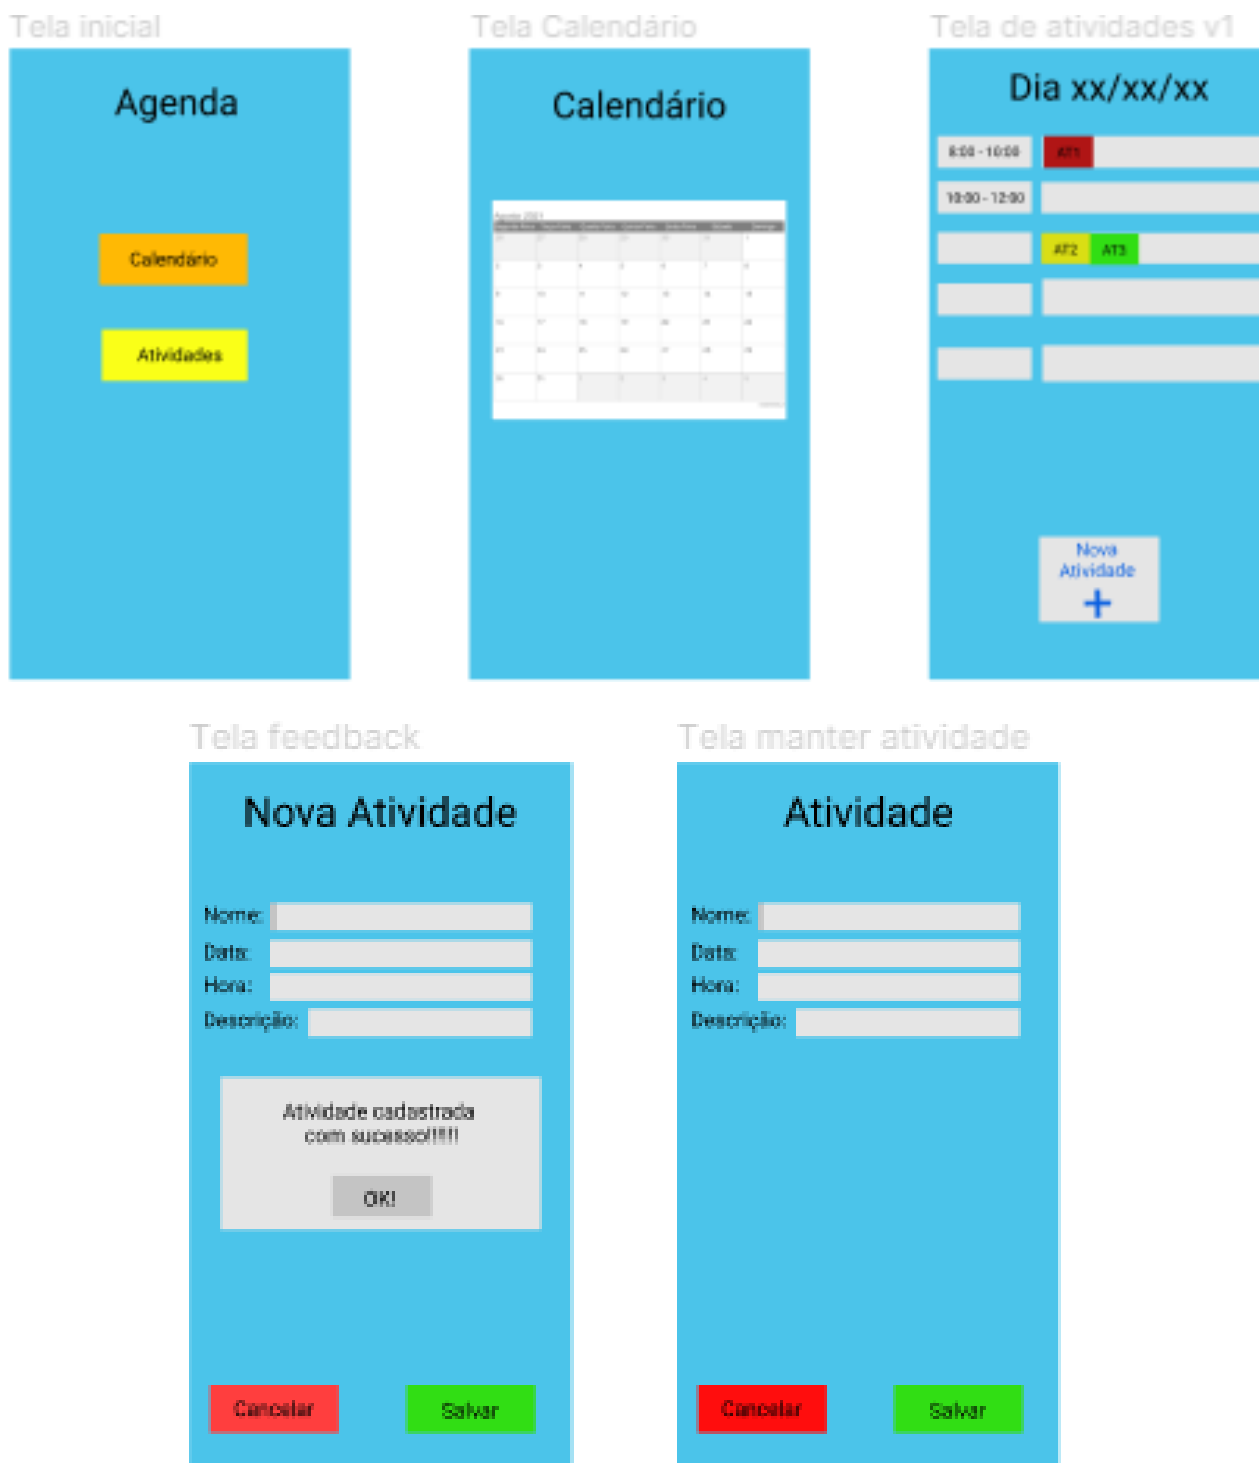 Tela inicial
Tela Calendário
Tela de atividades v1
Agenda
Calendário
Atividades
Calendário
Agosto 2021
Dia xx/xx/xx
8:00 - 10:00
AT1
10:00 - 12:00
AT2
AT3
Nova
Atividade
+
Tela feedback
Tela manter atividade
Nova Atividade
Nome:
Data:
Hora:
Descrição:
Atividade cadastrada
com sucesso!!!!!!
OK!
Cancelar
Salvar
Atividade
Nome:
Data:
Hora:
Descrição:
Cancelar
Salvar